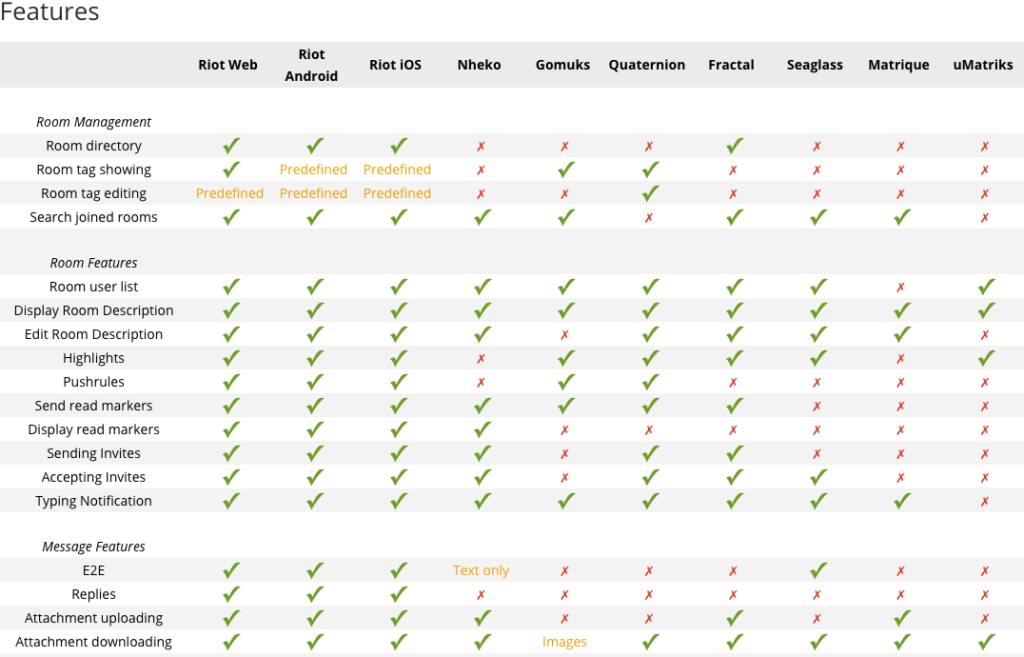 Features
Riot Web Riot Android Riot iOS Nheko Gomuks Quaternion Fractal Seaglass Matrique uMatriks
Room Management
Room directory ✔ ✔ ✔ ✗ ✗ ✗ ✔ ✗ ✗ ✗
Room tag showing ✔ Predefined Predefined ✗ ✔ ✔ ✗ ✗ ✗ ✗
Room tag editing Predefined Predefined Predefined ✗ ✗ ✔ ✗ ✗ ✗ ✗
Search joined rooms ✔ ✔ ✔ ✔ ✔ ✗ ✔ ✔ ✔ ✗
Room Features
Room user list ✔ ✔ ✔ ✔ ✔ ✔ ✔ ✔ ✗ ✔
Display Room Description ✔ ✔ ✔ ✔ ✔ ✔ ✔ ✔ ✔ ✔
Edit Room Description ✔ ✔ ✔ ✔ ✗ ✔ ✔ ✔ ✔ ✗
Highlights ✔ ✔ ✔ ✗ ✔ ✔ ✔ ✔ ✗ ✔
Pushrules ✔ ✔ ✔ ✗ ✔ ✔ ✗ ✗ ✗ ✗
Send read markers ✔ ✔ ✔ ✔ ✔ ✔ ✔ ✗ ✗ ✗
Display read markers ✔ ✔ ✔ ✔ ✗ ✗ ✗ ✗ ✗ ✗
Sending Invites ✔ ✔ ✔ ✔ ✗ ✔ ✔ ✗ ✗ ✗
Accepting Invites ✔ ✔ ✔ ✔ ✗ ✔ ✔ ✔ ✗ ✗
Typing Notification ✔ ✔ ✔ ✔ ✔ ✔ ✔ ✔ ✔ ✗
Message Features
E2E ✔ ✔ ✔ Text only ✗ ✗ ✗ ✔ ✗ ✗
Replies ✔ ✔ ✔ ✗ ✗ ✗ ✗ ✗ ✗ ✗
Attachment uploading ✔ ✔ ✔ ✔ ✗ ✗ ✔ ✗ ✔ ✗
Attachment downloading ✔ ✔ ✔ ✔ Images ✔ ✔ ✔ ✔ ✔